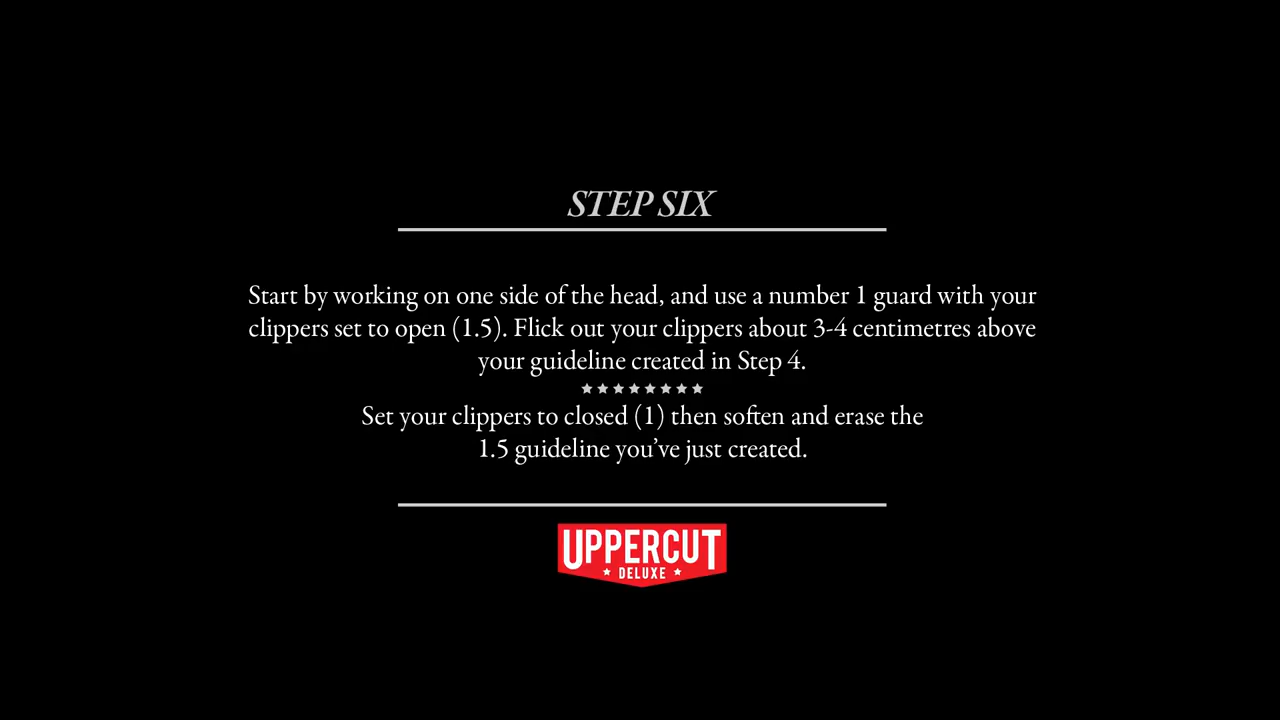 STEP SIX
Start by working on one side of the head, and use a number 1 guard with your
clippers set to open (1.5). Flick out your clippers about 3-4 centimetres above
your guideline created in Step 4.
Set your clippers to closed (1) then soften and erase the
1.5 guideline you’ve just created.
UPPERCUT
DELUXE